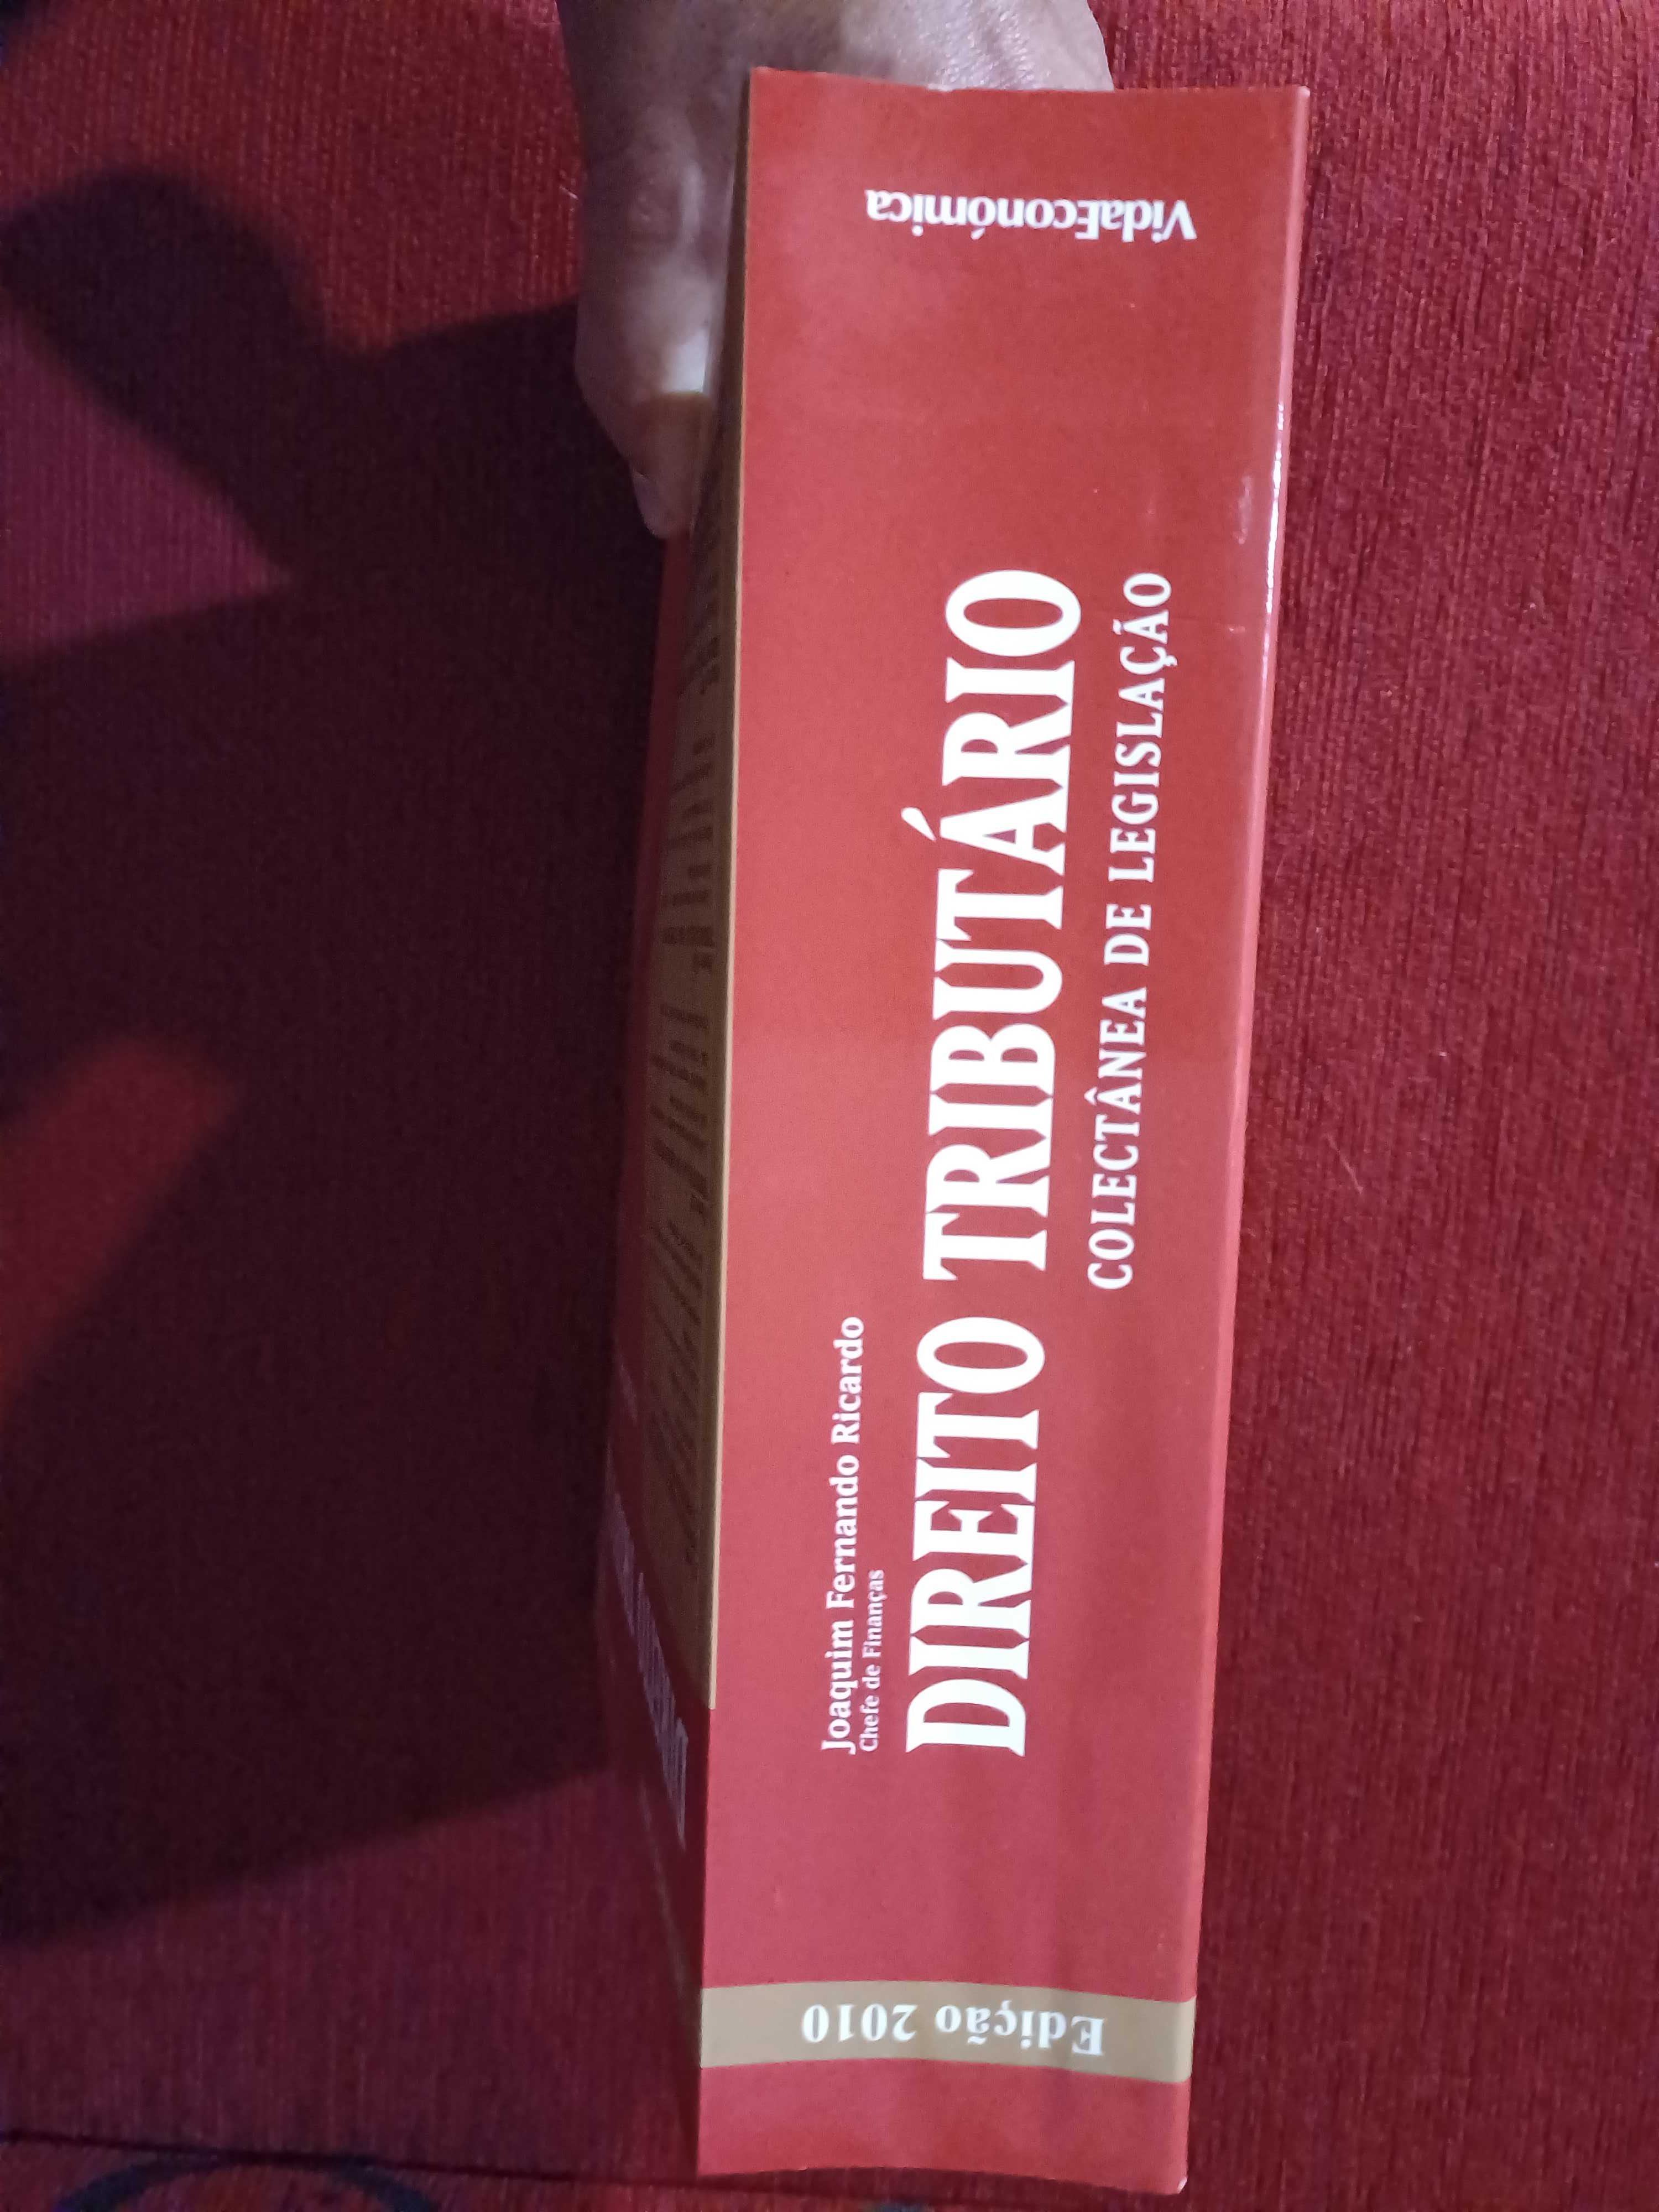 Joaquim Fernando Ricardo
Chefe de Finanças
DIREITO TRIBUTÁRIO
COLECTÂNEA DE LEGISLAÇÃO
VidaEconómica
Edição 2010